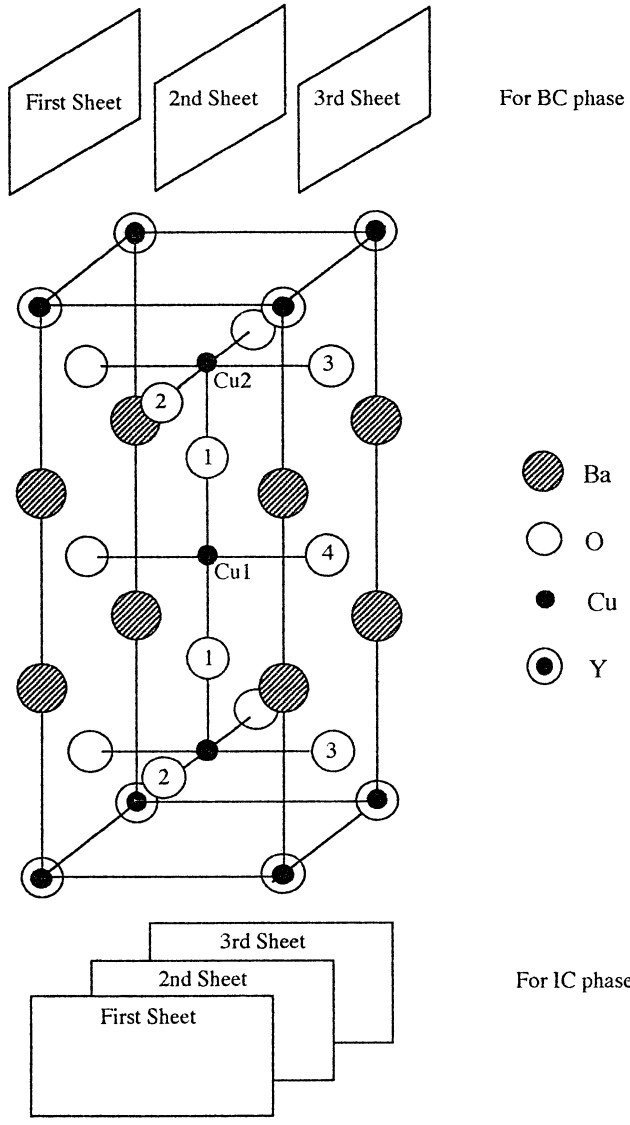 First Sheet 2nd Sheet 3rd Sheet For BC phase
3
Cu2
2
1
Ba
O
4
Cu1
Cu
1
Y
3
2
3rd Sheet
2nd Sheet
For IC phase
First Sheet